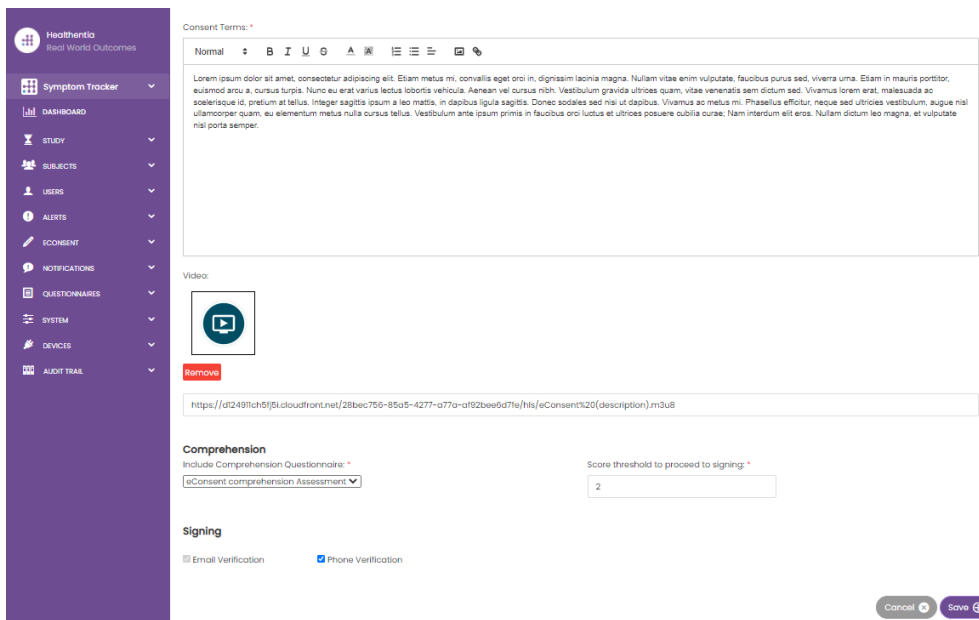 Healthentia
Real World Outcomes
Symptom Tracker
DASHBOARD
STUDY
SUBJECTS
USERS
ALERTS
ECONSENT
NOTIFICATIONS
QUESTIONNAIRES
SYSTEM
DEVICES
AUDIT TRAIL
Consent Terms: *
Normal B I U S A A
Lorem ipsum dolor sit amet, consectetur adipiscing elit. Etiam metus mi, convallis eget orci in, dignissim lacinia magna. Nullam vitae enim vulputate, faucibus purus sed, viverra urna. Etiam in mauris porttitor,
euismod arcu a, cursus turpis. Nunc eu erat varius lectus lobortis vehicula. Aenean vel cursus nibh. Vestibulum gravida ultrices quam, vitae venenatis sem dictum sed. Vivamus lorem erat, malesuada ac
scelerisque id, pretium at tellus. Integer sagittis ipsum a leo mattis, in dapibus ligula sagittis. Donec sodales sed nisi ut dapibus. Vivamus ac metus mi. Phasellus efficitur, neque sed ultricies vestibulum, augue nisl
ullamcorper quam, eu elementum metus nulla cursus tellus. Vestibulum ante ipsum primis in faucibus orci luctus et ultrices posuere cubilia curae; Nam interdum elit eros. Nullam dictum leo magna, et vulputate
nisl porta semper.
Video:
Remove
https://d124911ch5fj5i.cloudfront.net/28bec756-85a5-4277-a77a-af92bee6d7fe/hls/eConsent%20(description).m3u8
Comprehension
Include Comprehension Questionnaire: *
eConsent comprehension Assessment
Score threshold to proceed to signing: *
2
Signing
Email Verification
Phone Verification
Cancel
Save